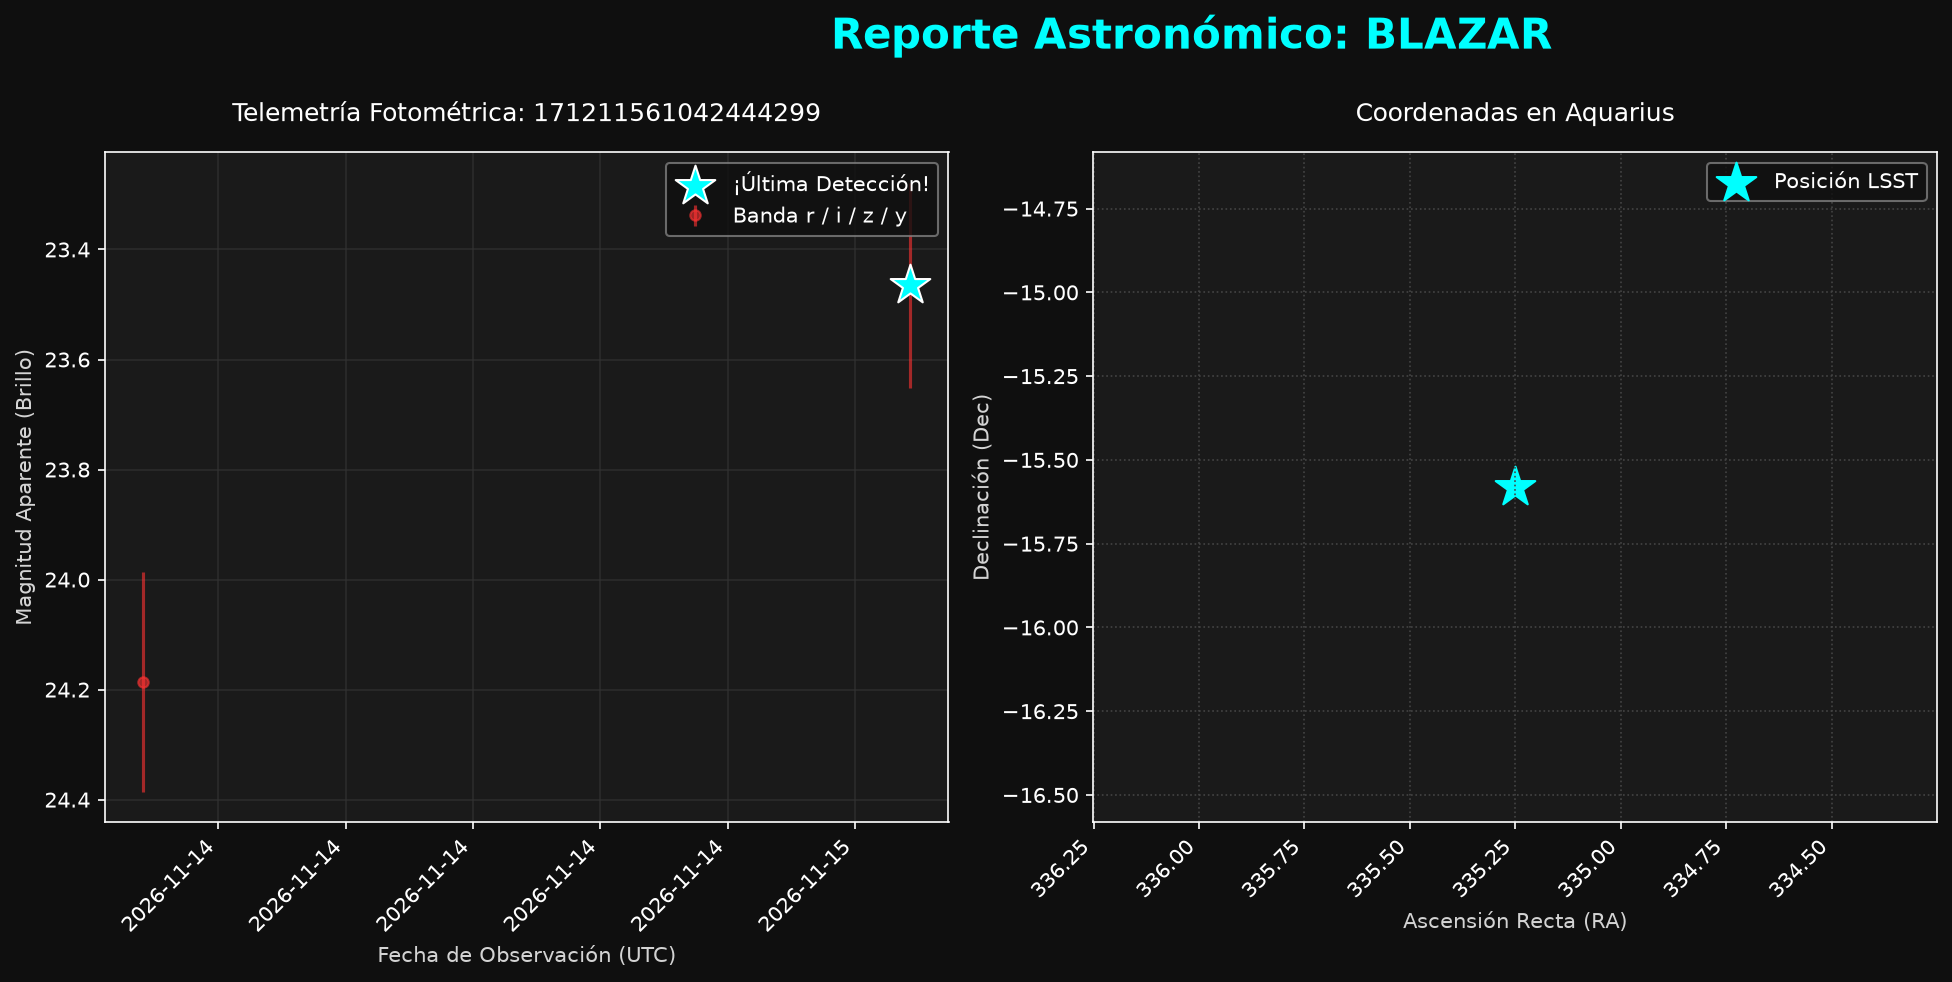 Reporte Astronómico: BLAZAR
Telemetría Fotométrica: 171211561042444299
¡Última Detección!
Banda r / i / z / y
Magnitud Aparente (Brillo)
23.4
23.6
23.8
24.0
24.2
24.4
2026-11-14
2026-11-14
2026-11-14
2026-11-14
2026-11-14
2026-11-15
Fecha de Observación (UTC)
Coordenadas en Aquarius
Posición LSST
Declinación (Dec)
−14.75
−15.00
−15.25
−15.50
−15.75
−16.00
−16.25
−16.50
336.25
336.00
335.75
335.50
335.25
335.00
334.75
334.50
Ascensión Recta (RA)